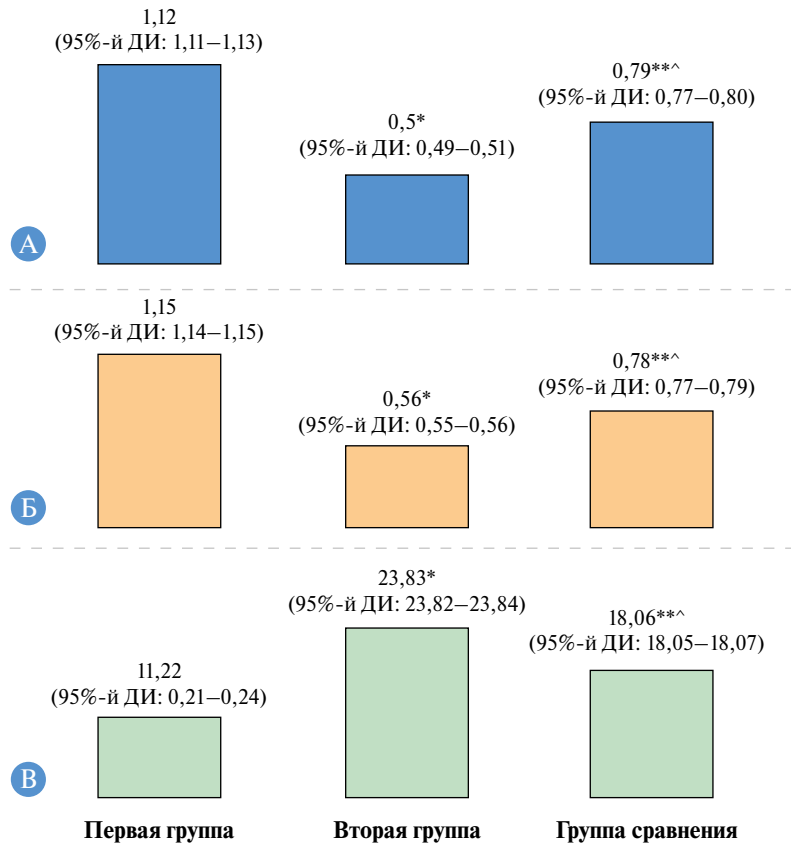 1,12
(95%-й ДИ: 1,11–1,13)
0,5*
(95%-й ДИ: 0,49–0,51)
0,79**^
(95%-й ДИ: 0,77–0,80)
А
1,15
(95%-й ДИ: 1,14–1,15)
0,56*
(95%-й ДИ: 0,55–0,56)
0,78**^
(95%-й ДИ: 0,77–0,79)
Б
11,22
(95%-й ДИ: 0,21–0,24)
23,83*
(95%-й ДИ: 23,82–23,84)
18,06**^
(95%-й ДИ: 18,05–18,07)
В
Первая группа
Вторая группа
Группа сравнения